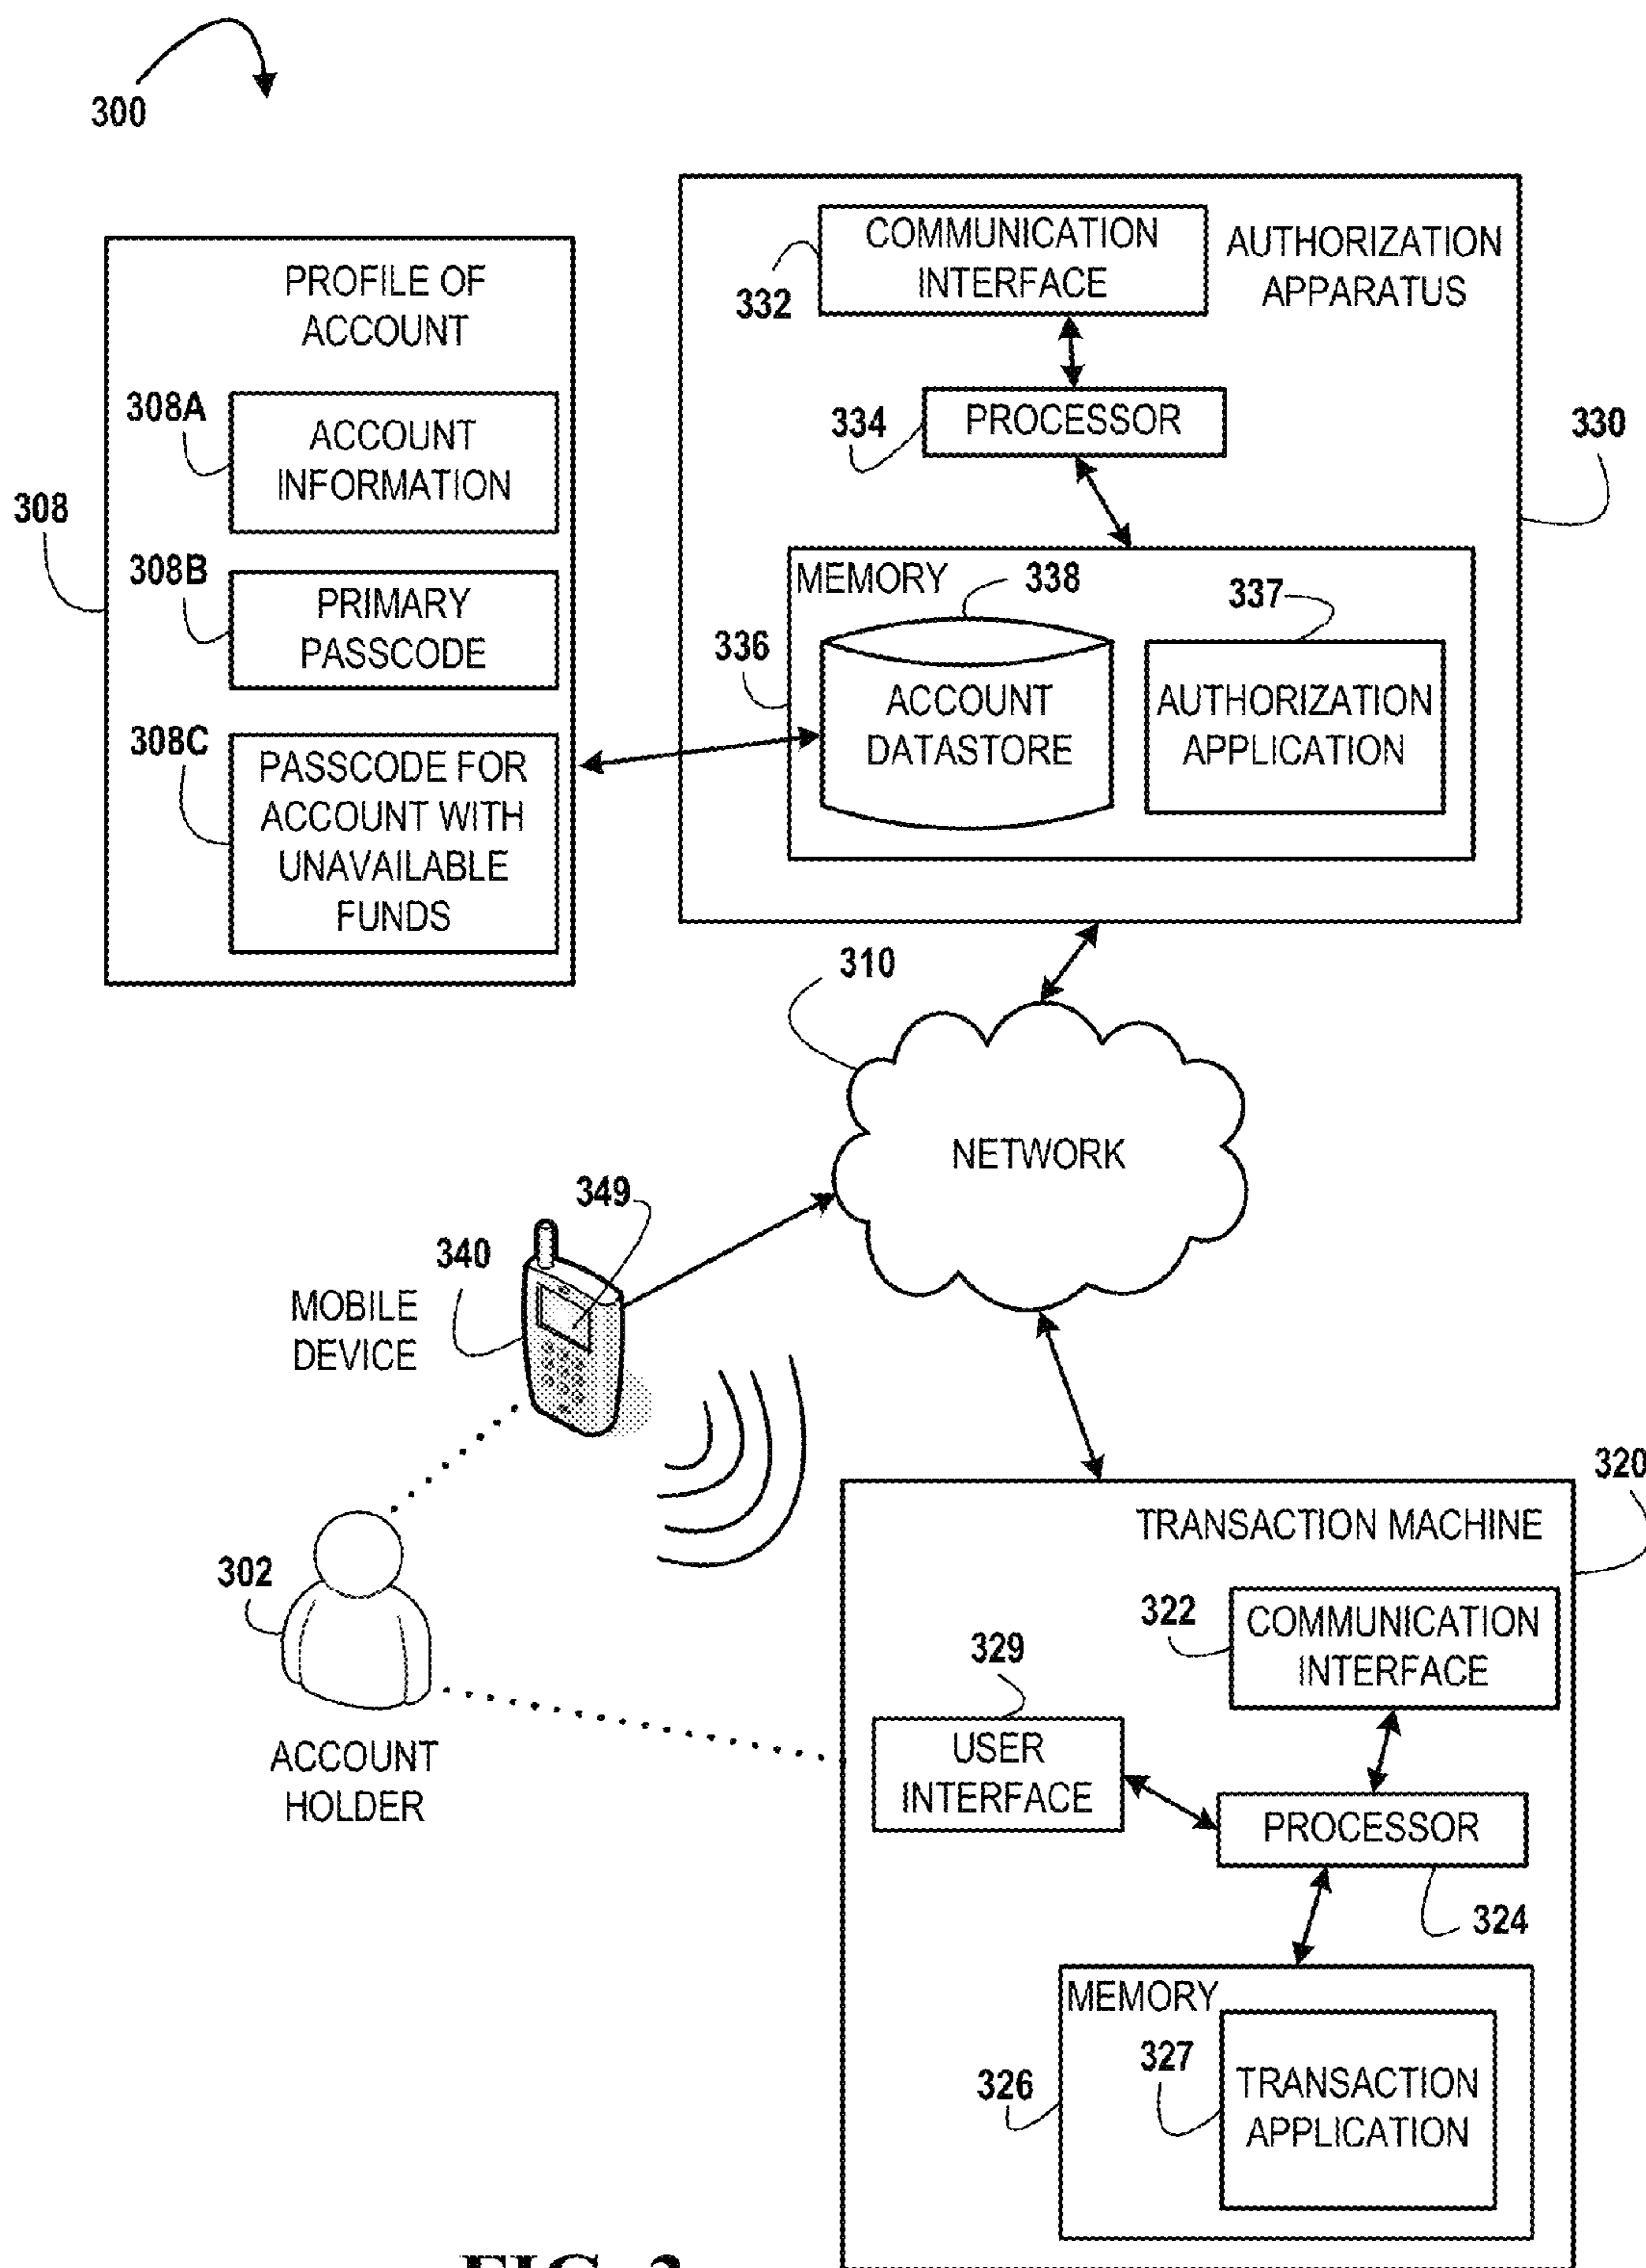 300
PROFILE OF
ACCOUNT
308A
ACCOUNT
INFORMATION
308
308B
PRIMARY
PASSCODE
308C
PASSCODE FOR
ACCOUNT WITH
UNAVAILABLE
FUNDS
COMMUNICATION
INTERFACE
332
AUTHORIZATION
APPARATUS
334
PROCESSOR
330
MEMORY
338
337
336
ACCOUNT
DATASTORE
AUTHORIZATION
APPLICATION
310
NETWORK
349
340
MOBILE
DEVICE
302
ACCOUNT
HOLDER
320
TRANSACTION MACHINE
322
COMMUNICATION
INTERFACE
329
USER
INTERFACE
PROCESSOR
324
MEMORY
326
327
TRANSACTION
APPLICATION